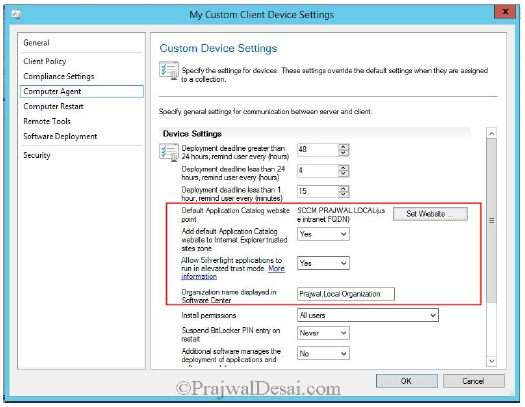 My Custom Client Device Settings
General
Client Policy
Compliance Settings
Computer Agent
Computer Restart
Remote Tools
Software Deployment
Security
Custom Device Settings
Specify the settings for devices. These settings override the default settings when they are assigned
to a collection.
Specify general settings for communication between server and client.
Device Settings
Deployment deadline greater than
24 hours, remind user every (hours)
48
Deployment deadline less than 24
hours, remind user every (hours)
4
Deployment deadline less than 1
hour, remind user every (minutes)
15
Default Application Catalog website
point
SCCM.PRAJWAL.LOCAL(us
e intranet FQDN)
Set Website ...
Add default Application Catalog
website to Internet Explorer trusted
sites zone
Yes
Allow Silverlight applications to
run in elevated trust mode. More
information
Yes
Organization name displayed in
Software Center
Prajwal.Local Organization
Install permissions
All users
Suspend BitLocker PIN entry on
restart
Never
Additional software manages the
deployment of applications and
No
©PrajwalDesai.com
OK
Cancel